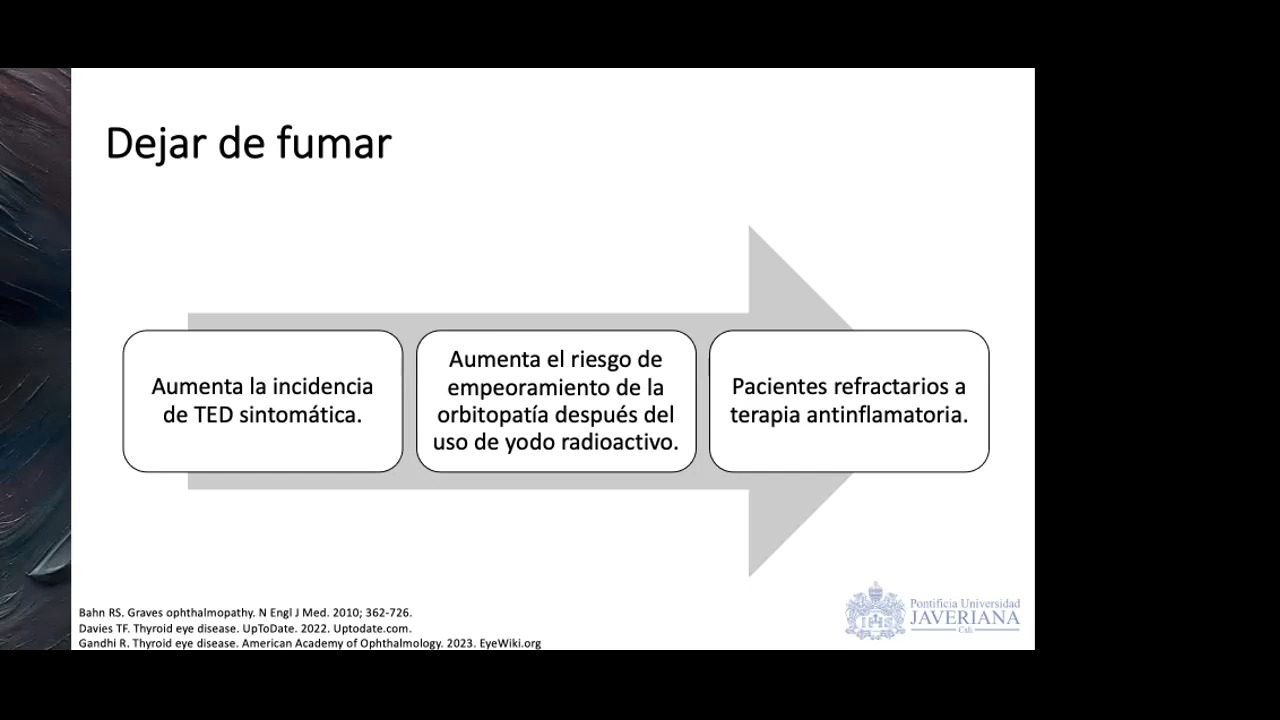 Dejar de fumar
Aumenta la incidencia
de TED sintomática.
Aumenta el riesgo de
empeoramiento de la
orbitopatía después del
uso de yodo radioactivo.
Pacientes refractarios a
terapia antinflamatoria.
Bahn RS. Graves ophthalmopathy. N Engl J Med. 2010; 362-726.
Davies TF. Thyroid eye disease. UpToDate. 2022. Uptodate.com.
Gandhi R. Thyroid eye disease. American Academy of Ophthalmology. 2023. EyeWiki.org
Pontificia Universidad
JAVERIANA
Cali